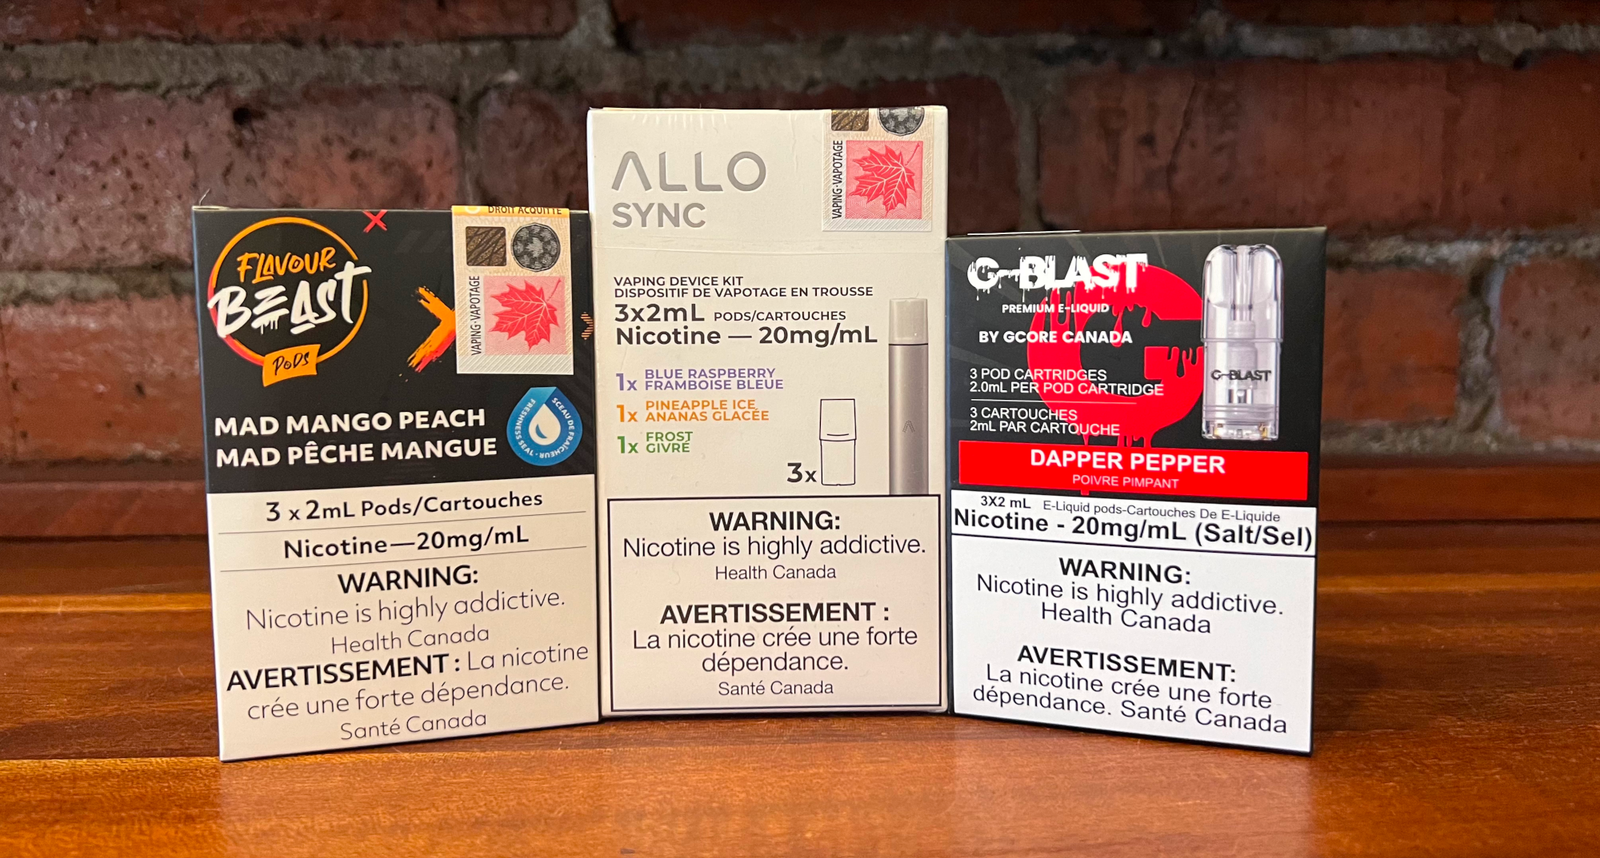 FLAVOUR
BEAST
PODS
DROIT ACQUITTÉ
VAPING·VAPOTAGE
MAD MANGO PEACH
MAD PÊCHE MANGUE
FRESHNESS SEAL · SCEAU DE FRAÎCHEUR ·
3 x 2mL Pods/Cartouches
Nicotine—20mg/mL
WARNING:
Nicotine is highly addictive.
Health Canada
AVERTISSEMENT : La nicotine
crée une forte dépendance.
Santé Canada
ALLO
SYNC
VAPING·VAPOTAGE
VAPING DEVICE KIT
DISPOSITIF DE VAPOTAGE EN TROUSSE
3x2mL PODS/CARTOUCHES
Nicotine — 20mg/mL
1x BLUE RASPBERRY
FRAMBOISE BLEUE
1x PINEAPPLE ICE
ANANAS GLACÉE
1x FROST
GIVRE
3x
WARNING:
Nicotine is highly addictive.
Health Canada
AVERTISSEMENT :
La nicotine crée une forte
dépendance.
Santé Canada
G-BLAST
PREMIUM E-LIQUID
BY GCORE CANADA
3 POD CARTRIDGES
2.0mL PER POD CARTRIDGE
3 CARTOUCHES
2mL PAR CARTOUCHE
G-BLAST
DAPPER PEPPER
POIVRE PIMPANT
3X2 mL E-Liquid pods-Cartouches De E-Liquide
Nicotine - 20mg/mL (Salt/Sel)
WARNING:
Nicotine is highly addictive.
Health Canada
AVERTISSEMENT:
La nicotine crée une forte
dépendance. Santé Canada